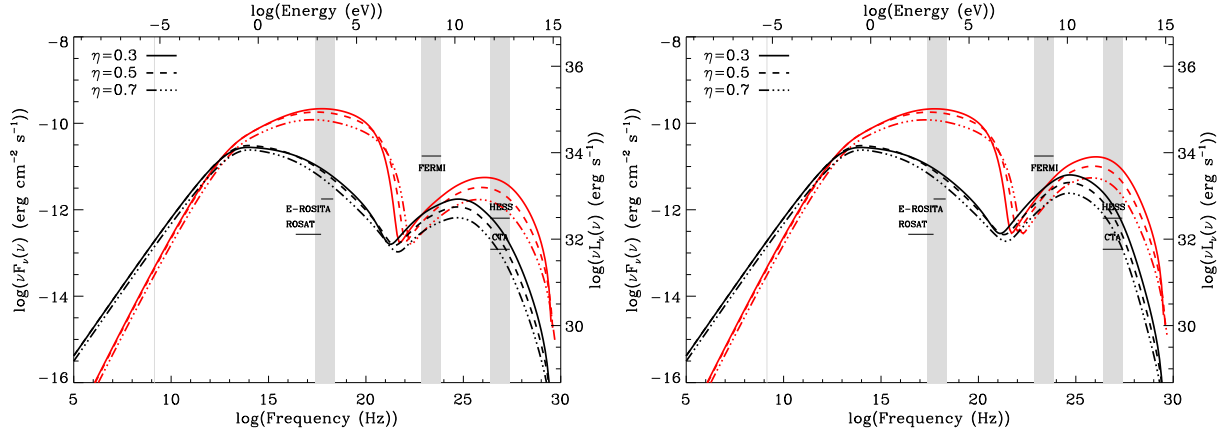 log(Energy (eV))
−5 0 5 10 15
−8
−10
−12
−14
−16
log(νFν(ν) (erg cm−2 s−1))
η=0.3
η=0.5
η=0.7
FERMI
E−ROSITA
ROSAT
HESS
CTA
36
34
32
30
log(νLν(ν) (erg s−1))
5 10 15 20 25 30
log(Frequency (Hz))
log(Energy (eV))
−5 0 5 10 15
−8
−10
−12
−14
−16
log(νFν(ν) (erg cm−2 s−1))
η=0.3
η=0.5
η=0.7
FERMI
E−ROSITA
ROSAT
HESS
CTA
36
34
32
30
log(νLν(ν) (erg s−1))
5 10 15 20 25 30
log(Frequency (Hz))